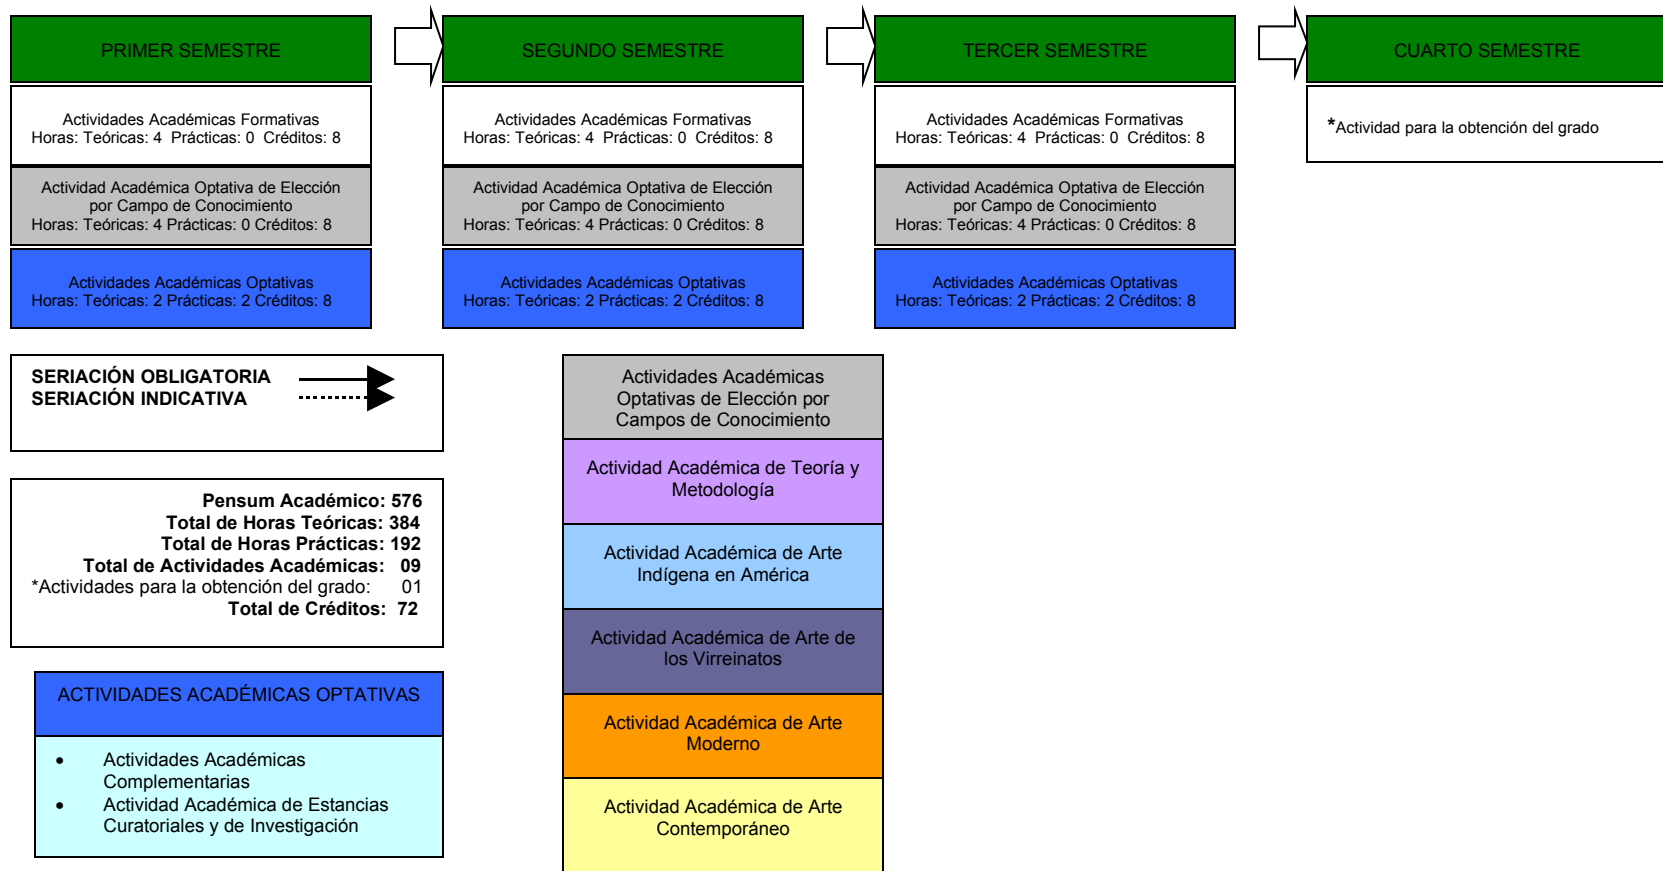 PRIMER SEMESTRE
Actividades Académicas Formativas
Horas: Teóricas: 4 Prácticas: 0 Créditos: 8
Actividad Académica Optativa de Elección
por Campo de Conocimiento
Horas: Teóricas: 4 Prácticas: 0 Créditos: 8
Actividades Académicas Optativas
Horas: Teóricas: 2 Prácticas: 2 Créditos: 8
SEGUNDO SEMESTRE
Actividades Académicas Formativas
Horas: Teóricas: 4 Prácticas: 0 Créditos: 8
Actividad Académica Optativa de Elección
por Campo de Conocimiento
Horas: Teóricas: 4 Prácticas: 0 Créditos: 8
Actividades Académicas Optativas
Horas: Teóricas: 2 Prácticas: 2 Créditos: 8
TERCER SEMESTRE
Actividades Académicas Formativas
Horas: Teóricas: 4 Prácticas: 0 Créditos: 8
Actividad Académica Optativa de Elección
por Campo de Conocimiento
Horas: Teóricas: 4 Prácticas: 0 Créditos: 8
Actividades Académicas Optativas
Horas: Teóricas: 2 Prácticas: 2 Créditos: 8
CUARTO SEMESTRE
*Actividad para la obtención del grado
SERIACIÓN OBLIGATORIA
SERIACIÓN INDICATIVA
Pensum Académico: 576
Total de Horas Teóricas: 384
Total de Horas Prácticas: 192
Total de Actividades Académicas: 09
*Actividades para la obtención del grado: 01
Total de Créditos: 72
ACTIVIDADES ACADÉMICAS OPTATIVAS
• Actividades Académicas
Complementarias
• Actividad Académica de Estancias
Curatoriales y de Investigación
Actividades Académicas
Optativas de Elección por
Campos de Conocimiento
Actividad Académica de Teoría y
Metodología
Actividad Académica de Arte
Indígena en América
Actividad Académica de Arte de
los Virreinatos
Actividad Académica de Arte
Moderno
Actividad Académica de Arte
Contemporáneo